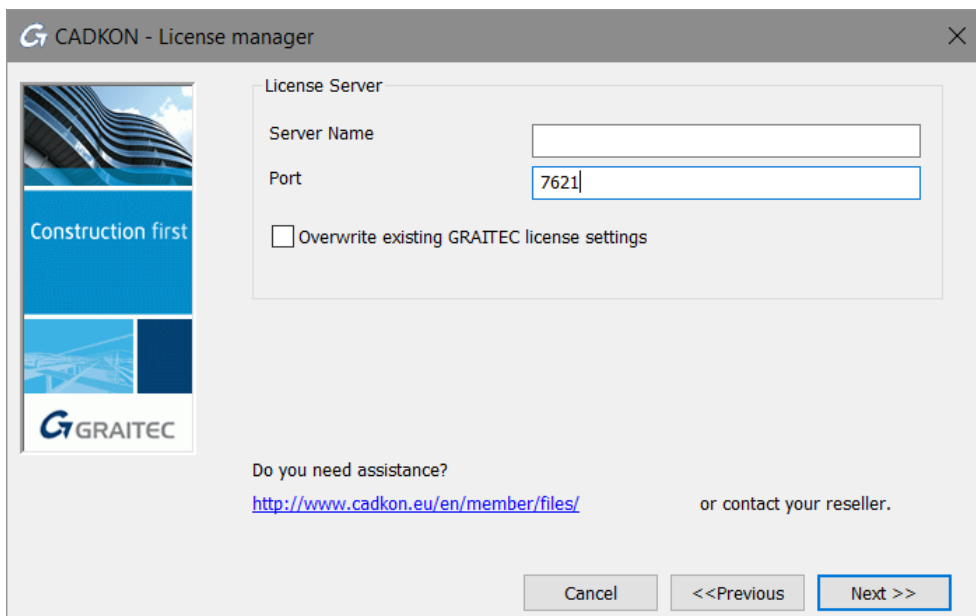 CADKON - License manager
License Server
Server Name
Port
7621
Overwrite existing GRAITEC license settings
Construction first
GRAITEC
Do you need assistance?
http://www.cadkon.eu/en/member/files/ or contact your reseller.
Cancel <<Previous Next >>